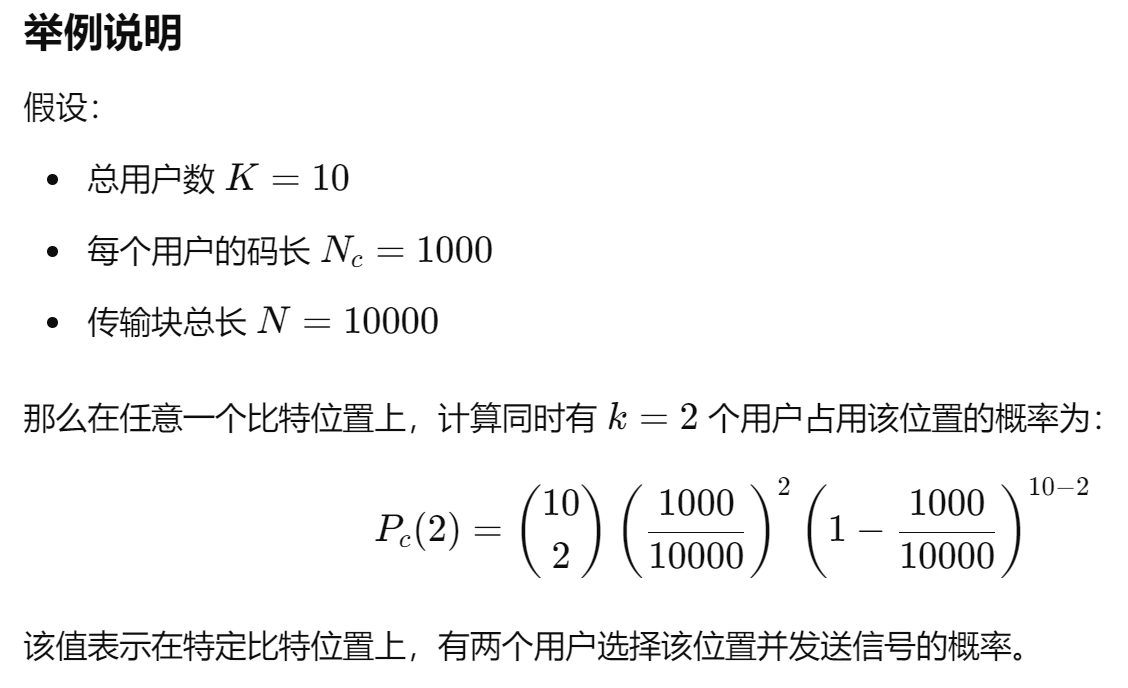 举例说明
假设：
• 总用户数 K = 10
• 每个用户的码长 N_c = 1000
• 传输块总长 N = 10000
那么在任意一个比特位置上，计算同时有 k = 2 个用户占用该位置的概率为：
P_c(2) = \binom{10}{2} \left( \frac{1000}{10000} \right)^2 \left( 1 - \frac{1000}{10000} \right)^{10-2}
该值表示在特定比特位置上，有两个用户选择该位置并发送信号的概率。